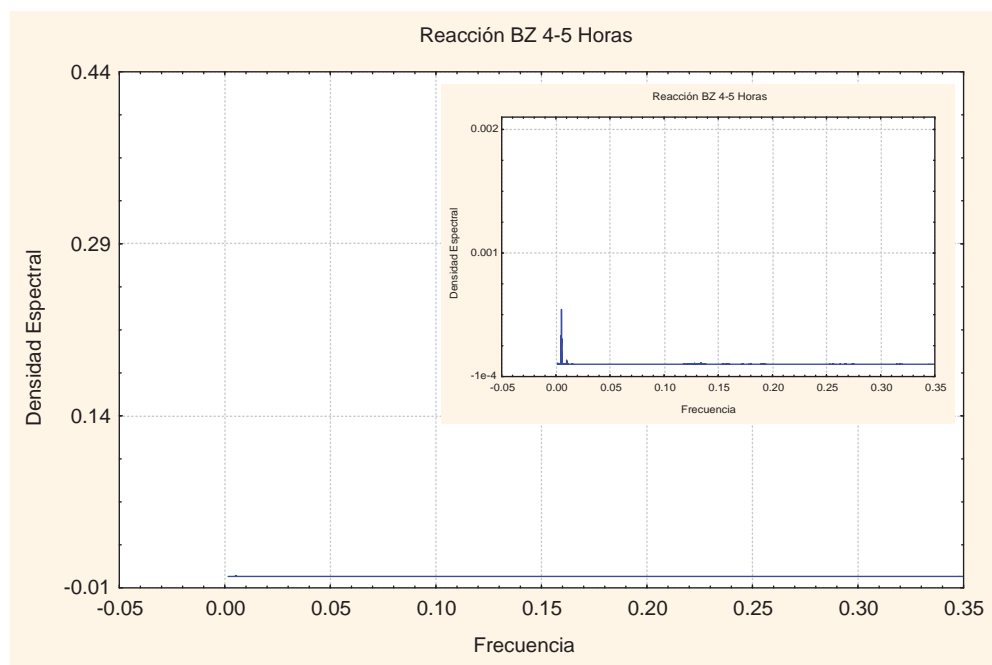 Reacción BZ 4-5 Horas
Densidad Espectral
0.44
0.29
0.14
-0.01
-0.05 0.00 0.05 0.10 0.15 0.20 0.25 0.30 0.35
Frecuencia
Reacción BZ 4-5 Horas
Densidad Espectral
0.002
0.001
-1e-4
-0.05 0.00 0.05 0.10 0.15 0.20 0.25 0.30 0.35
Frecuencia